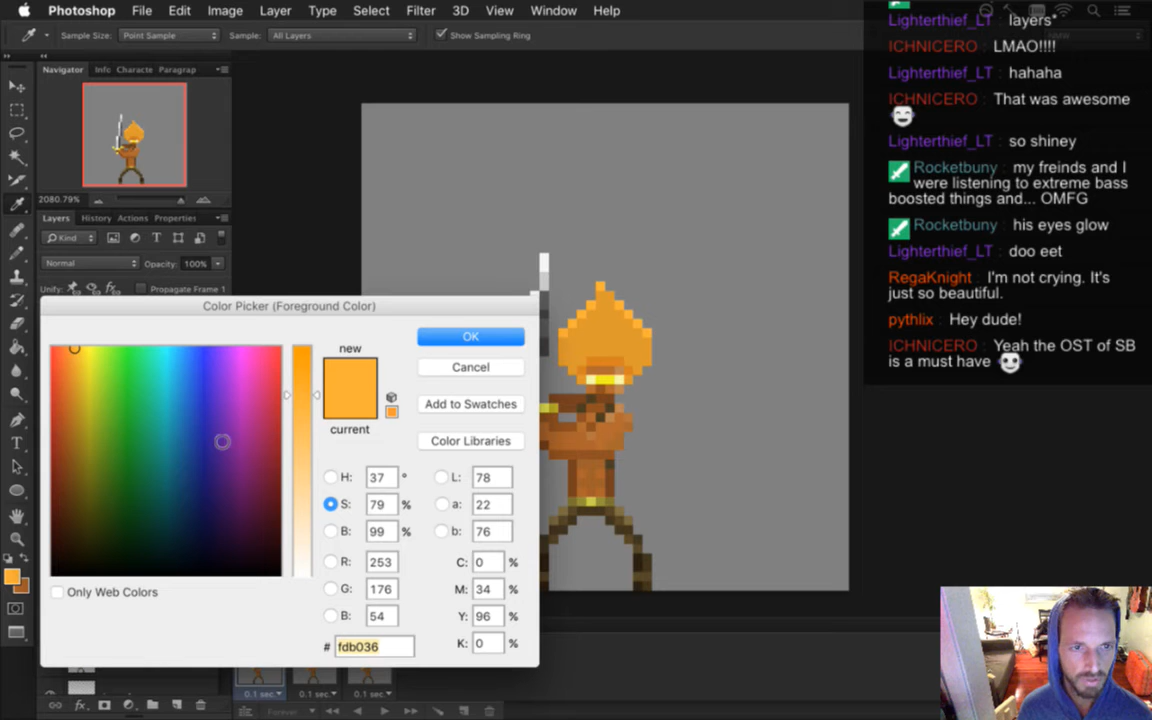 Photoshop File Edit Image Layer Type Select Filter 3D View Window Help
Sample Size: Point Sample Sample: All Layers Show Sampling Ring
Navigator Info Characte Paragrap
2080.79%
Layers History Actions Properties
Kind
Normal Opacity: 100%
Unify: Propagate Frame 1
Color Picker (Foreground Color)
new
current
OK
Cancel
Add to Swatches
Color Libraries
H: 37 ° L: 78
S: 79 % a: 22
B: 99 % b: 76
R: 253 C: 0 %
G: 176 M: 34 %
B: 54 Y: 96 %
# fdb036 K: 0 %
Only Web Colors
0.1 sec. 0.1 sec. 0.1 sec.
Forever
Lighterthief_LT : layers*
ICHNICERO : LMAO!!!!
Lighterthief_LT : hahaha
ICHNICERO : That was awesome
Lighterthief_LT : so shiney
Rocketbuny : my freinds and I
were listening to extreme bass
boosted things and... OMFG
Rocketbuny : his eyes glow
Lighterthief_LT : doo eet
RegaKnight : I'm not crying. It's
just so beautiful.
pythlix : Hey dude!
ICHNICERO : Yeah the OST of SB
is a must have